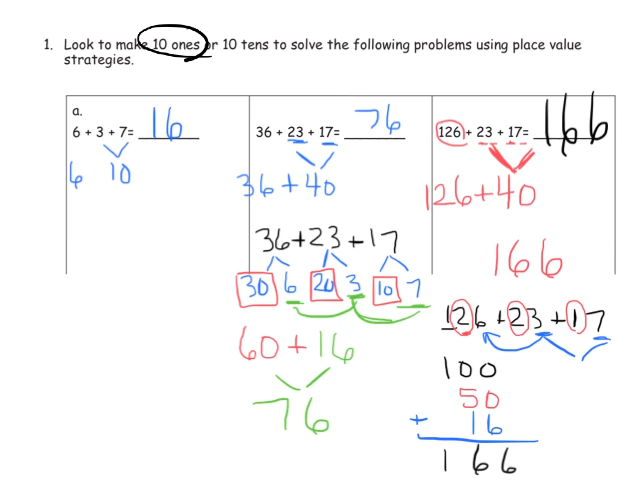 1. Look to make 10 ones or 10 tens to solve the following problems using place value
strategies.
a.
6 + 3 + 7= 16
6 10
36 + 23 + 17= 76
36+40
36+23+17
30 6 20 3 10 7
60+16
76
126 + 23 + 17= 166
126+40
166
126+23+17
100
50
+ 16
166